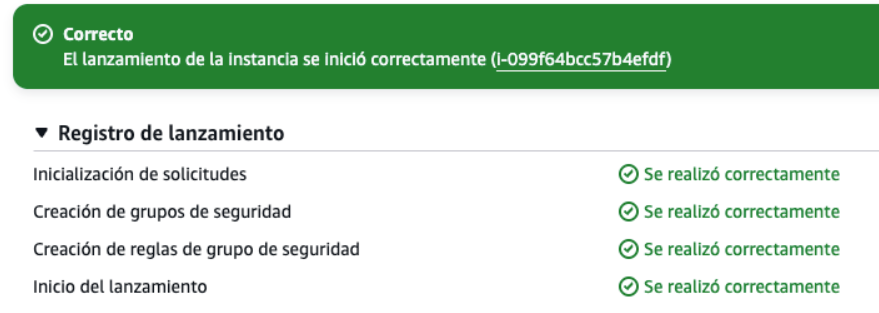 Correcto
El lanzamiento de la instancia se inició correctamente (i-099f64bcc57b4efdf)
Registro de lanzamiento
Inicialización de solicitudes Se realizó correctamente
Creación de grupos de seguridad Se realizó correctamente
Creación de reglas de grupo de seguridad Se realizó correctamente
Inicio del lanzamiento Se realizó correctamente